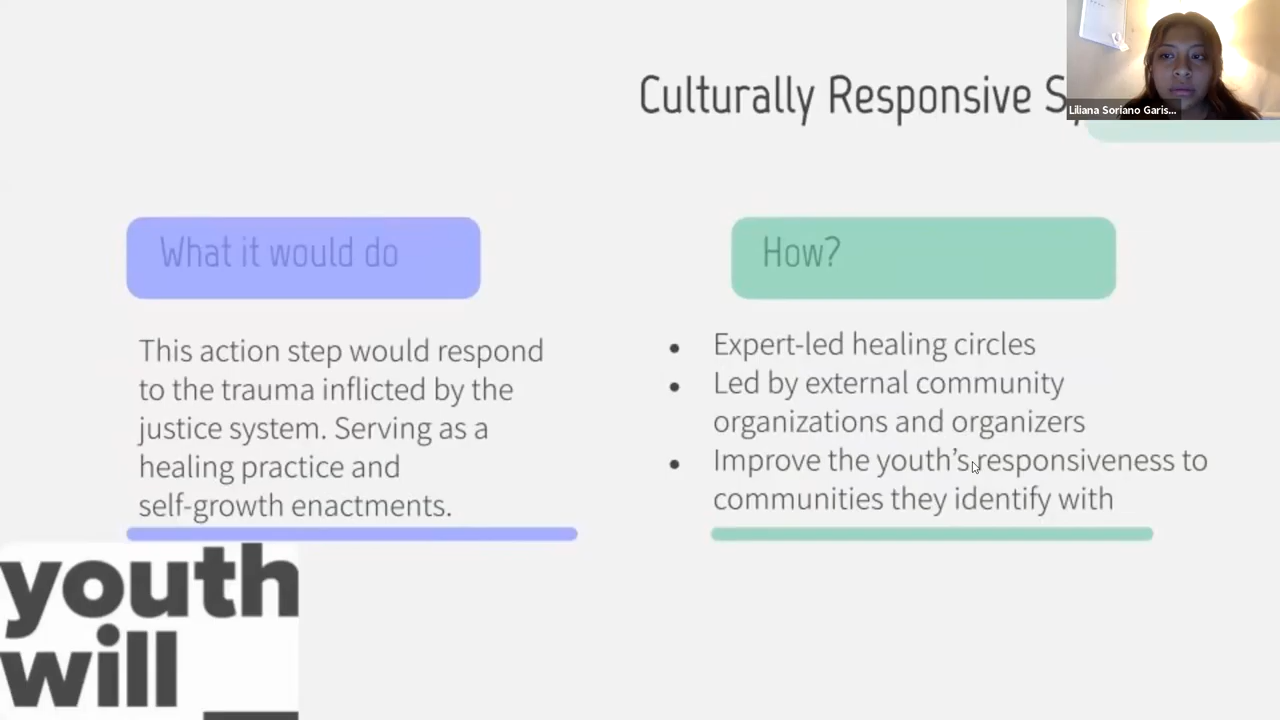 Culturally Responsive
Liliana Soriano Garis...
What it would do
How?
This action step would respond
to the trauma inflicted by the
justice system. Serving as a
healing practice and
self-growth enactments.
• Expert-led healing circles
• Led by external community
organizations and organizers
• Improve the youth's responsiveness to
communities they identify with
youth
will